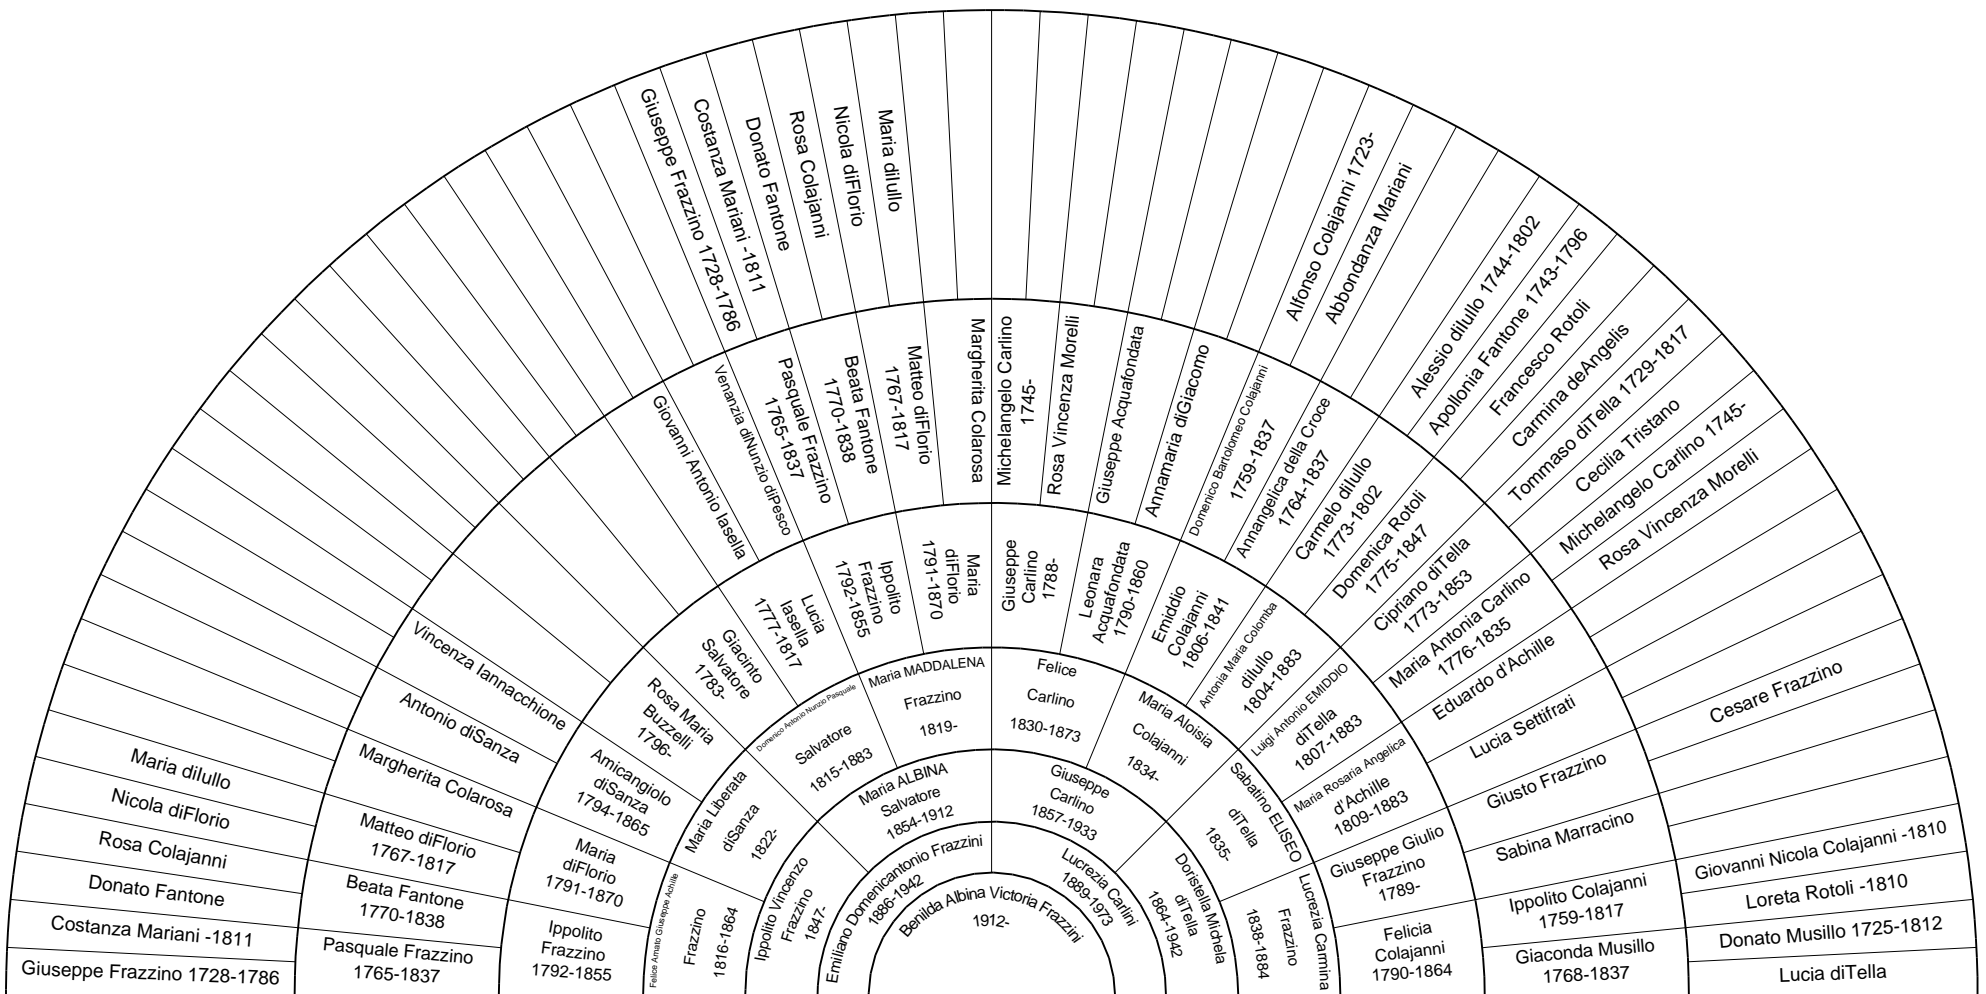 Benilda Albina Victoria Frazzini
1912-
Emiliano Domenicantonio Frazzini
1886-1942
Lucrezia Carlini
1889-1973
Ippolito Vincenzo
Frazzino
1847-
Maria ALBINA
Salvatore
1854-1912
Giuseppe
Carlino
1857-1933
Doristella Michela
diTella
1864-1942
Felice Amato Giuseppe Achille
Frazzino
1816-1864
Maria Liberata
diSanza
1822-
Domenico Antonio Nunzio Pasquale
Salvatore
1815-1883
Maria MADDALENA
Frazzino
1819-
Felice
Carlino
1830-1873
Maria Aloisia
Colajanni
1834-
Sabatino ELISEO
diTella
1835-
Lucrezia Carmina
Frazzino
1838-1884
Ippolito
Frazzino
1792-1855
Maria
diFlorio
1791-1870
Amicangiolo
diSanza
1794-1865
Rosa Maria
Buzzelli
1796-
Giacinto
Salvatore
1783-
Lucia
Iasella
1777-1817
Ippolito
Frazzino
1792-1855
Maria
diFlorio
1791-1870
Giuseppe
Carlino
1788-
Leonara
Acquafondata
1790-1860
Emiddio
Colajanni
1806-1841
Antonia Maria Colomba
diIullo
1804-1883
Luigi Antonio EMIDDIO
diTella
1807-1883
Maria Rosaria Angelica
d'Achille
1809-1883
Giuseppe Giulio
Frazzino
1789-
Felicia
Colajanni
1790-1864
Pasquale Frazzino
1765-1837
Beata Fantone
1770-1838
Matteo diFlorio
1767-1817
Margherita Colarosa
Antonio diSanza
Vincenza Iannacchione
Giovanni Antonio Iasella
Venanzia diNunzio diPesco
Pasquale Frazzino
1765-1837
Beata Fantone
1770-1838
Matteo diFlorio
1767-1817
Margherita Colarosa
Michelangelo Carlino
1745-
Rosa Vincenza Morelli
Giuseppe Acquafondata
Annamaria diGiacomo
Domenico Bartolomeo Colajanni
1759-1837
Annangelica della Croce
1764-1837
Carmelo diIullo
1773-1802
Domenica Rotoli
1775-1847
Cipriano diTella
1773-1853
Maria Antonia Carlino
1776-1835
Eduardo d'Achille
Lucia Settifrati
Giusto Frazzino
Sabina Marracino
Ippolito Colajanni
1759-1817
Giaconda Musillo
1768-1837
Giuseppe Frazzino 1728-1786
Costanza Mariani -1811
Donato Fantone
Rosa Colajanni
Nicola diFlorio
Maria diIullo
Giuseppe Frazzino 1728-1786
Costanza Mariani -1811
Donato Fantone
Rosa Colajanni
Nicola diFlorio
Maria diIullo
Alfonso Colajanni 1723-
Abbondanza Mariani
Alessio diIullo 1744-1802
Apollonia Fantone 1743-1796
Francesco Rotoli
Carmina deAngelis
Tommaso diTella 1729-1817
Cecilia Tristano
Michelangelo Carlino 1745-
Rosa Vincenza Morelli
Cesare Frazzino
Giovanni Nicola Colajanni -1810
Loreta Rotoli -1810
Donato Musillo 1725-1812
Lucia diTella